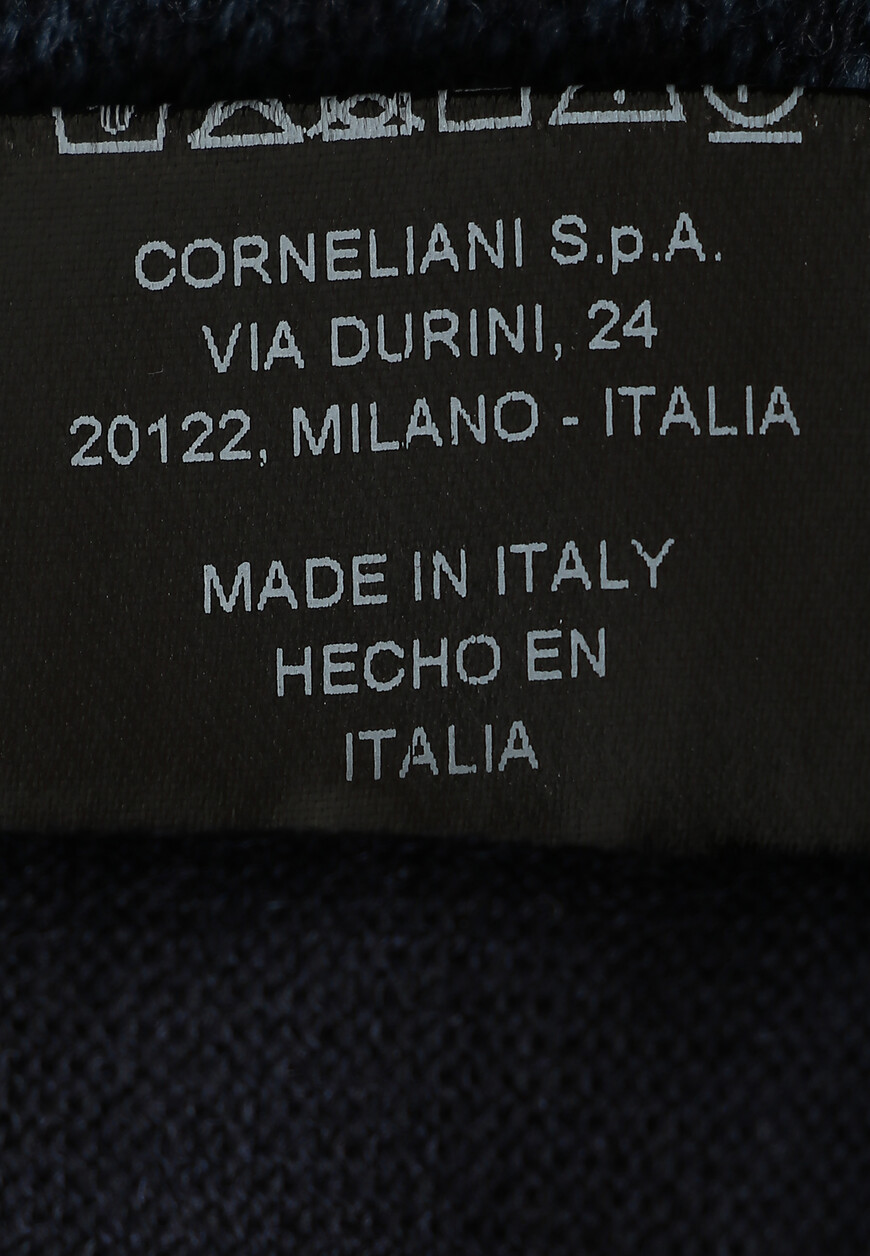 CORNELIANI S.p.A.
VIA DURINI, 24
20122, MILANO - ITALIA
MADE IN ITALY
HECHO EN
ITALIA